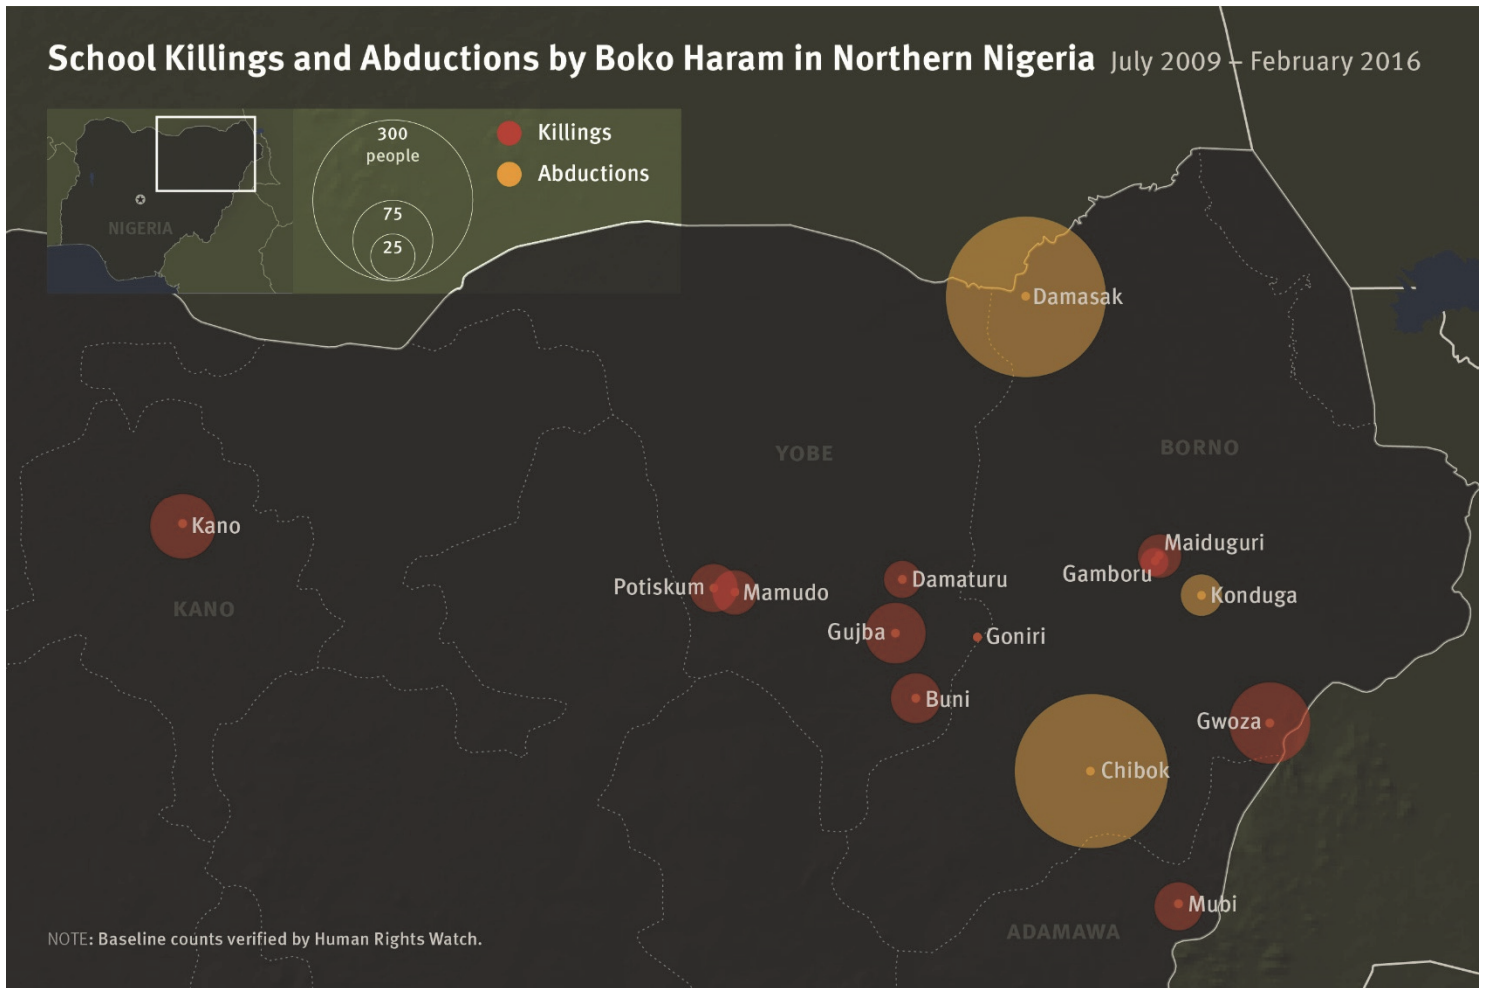 School Killings and Abductions by Boko Haram in Northern Nigeria July 2009 – February 2016
NIGERIA
300
people
75
25
Killings
Abductions
Damasak
YOBE
BORNO
Kano
KANO
Maiduguri
Gamboru
Konduga
Potiskum
Mamudo
Damaturu
Gujba
Goniri
Buni
Gwoza
Chibok
Mubi
ADAMAWA
NOTE: Baseline counts verified by Human Rights Watch.